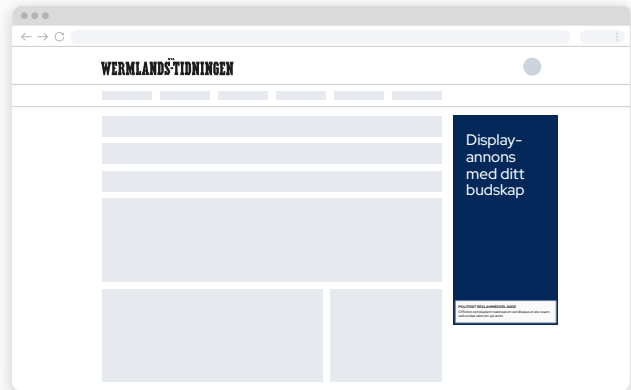 WERMLANDS-TIDNINGEN
Display-
annons
med ditt
budskap
POLITISKT REKLAMMEDDELANDE